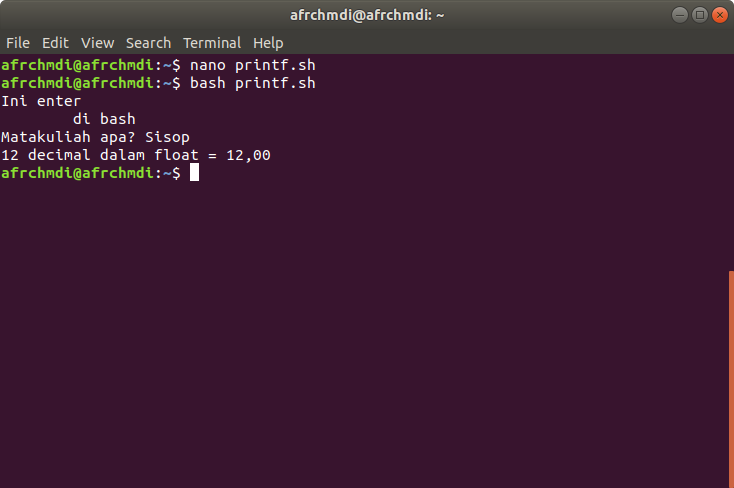 afrchmdi@afrchmdi: ~
File Edit View Search Terminal Help
afrchmdi@afrchmdi:~$ nano printf.sh
afrchmdi@afrchmdi:~$ bash printf.sh
Ini enter
        di bash
Matakuliah apa? Sisop
12 decimal dalam float = 12,00
afrchmdi@afrchmdi:~$